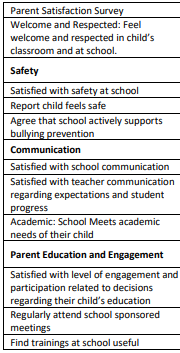 Parent Satisfaction Survey
Welcome and Respected: Feel
welcome and respected in child's
classroom and at school.
Safety
Satisfied with safety at school
Report child feels safe
Agree that school actively supports
bullying prevention
Communication
Satisfied with school communication
Satisfied with teacher communication
regarding expectations and student
progress
Academic: School Meets academic
needs of their child
Parent Education and Engagement
Satisfied with level of engagement and
participation related to decisions
regarding their child's education
Regularly attend school sponsored
meetings
Find trainings at school useful